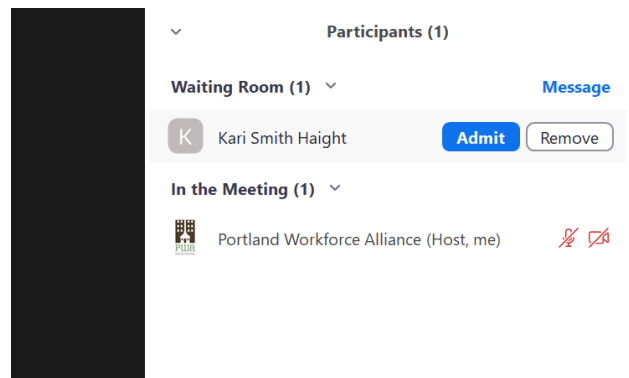 Participants (1)
Waiting Room (1) Message
K Kari Smith Haight Admit Remove
In the Meeting (1)
PWA Portland Workforce Alliance (Host, me)